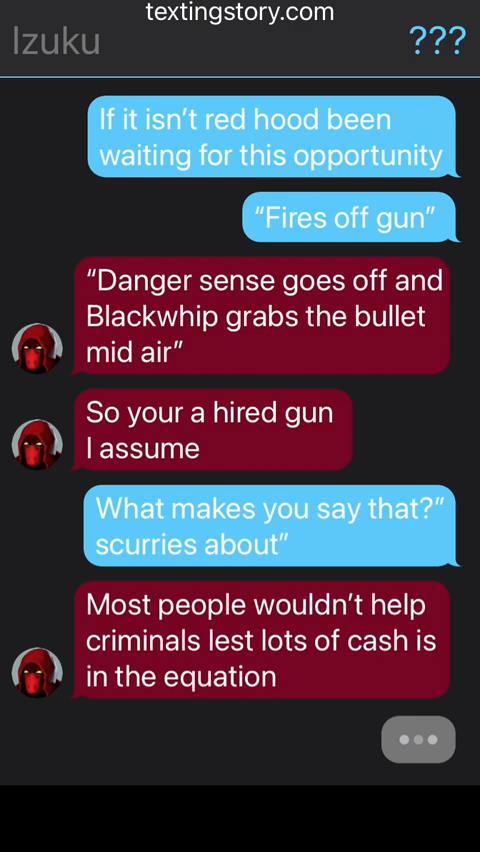 textingstory.com
Izuku
???
If it isn’t red hood been
waiting for this opportunity
“Fires off gun”
“Danger sense goes off and
Blackwhip grabs the bullet
mid air”
So your a hired gun
I assume
What makes you say that?”
scurries about”
Most people wouldn’t help
criminals lest lots of cash is
in the equation